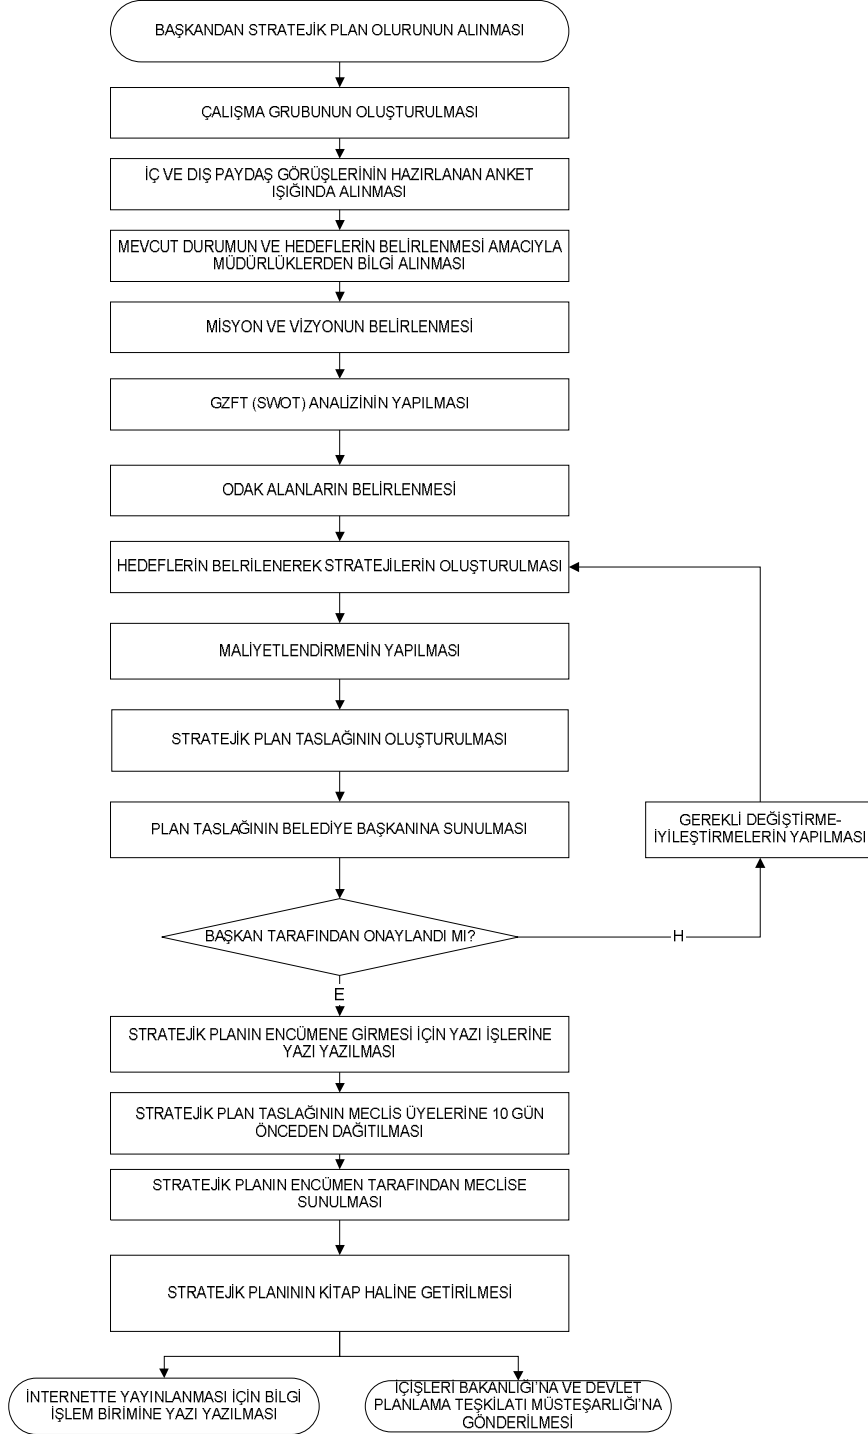 BAŞKANDAN STRATEJİK PLAN OLURUNUN ALINMASI
ÇALIŞMA GRUBUNUN OLUŞTURULMASI
İÇ VE DIŞ PAYDAŞ GÖRÜŞLERİNİN HAZIRLANAN ANKET
IŞIĞINDA ALINMASI
MEVCUT DURUMUN VE HEDEFLERİN BELİRLENMESİ AMACIYLA
MÜDÜRLÜKLERDEN BİLGİ ALINMASI
MİSYON VE VİZYONUN BELİRLENMESİ
GZFT (SWOT) ANALİZİNİN YAPILMASI
ODAK ALANLARIN BELİRLENMESİ
HEDEFLERİN BELRİLENEREK STRATEJİLERİN OLUŞTURULMASI
MALİYETLENDİRMENİN YAPILMASI
STRATEJİK PLAN TASLAĞININ OLUŞTURULMASI
PLAN TASLAĞININ BELEDİYE BAŞKANINA SUNULMASI
GEREKLİ DEĞİŞTİRME-
İYİLEŞTİRMELERİN YAPILMASI
BAŞKAN TARAFINDAN ONAYLANDI MI?
H
E
STRATEJİK PLANIN ENCÜMENE GİRMESİ İÇİN YAZI İŞLERİNE
YAZI YAZILMASI
STRATEJİK PLAN TASLAĞININ MECLİS ÜYELERİNE 10 GÜN
ÖNCEDEN DAĞITILMASI
STRATEJİK PLANIN ENCÜMEN TARAFINDAN MECLİSE
SUNULMASI
STRATEJİK PLANININ KİTAP HALİNE GETİRİLMESİ
İNTERNETTE YAYINLANMASI İÇİN BİLGİ
İŞLEM BİRİMİNE YAZI YAZILMASI
İÇİŞLERİ BAKANLIĞI'NA VE DEVLET
PLANLAMA TEŞKİLATI MÜSTEŞARLIĞI'NA
GÖNDERİLMESİ